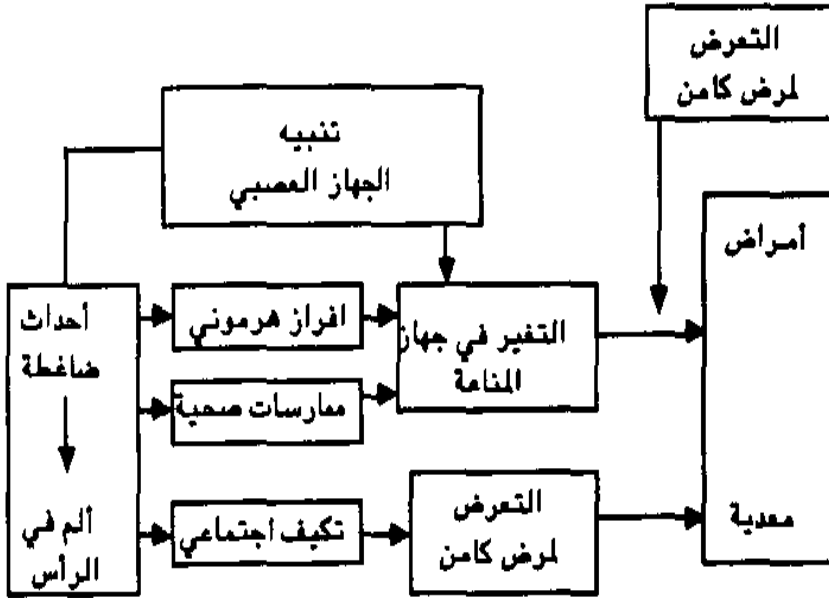 التعرض
لمرض كامن
تنبيه
الجهاز العصبي
أحداث
ضاغطة
ألم في
الرأس
افراز هرموني
ممارسات صحية
تكيف اجتماعي
التغير في جهاز
المناعة
التعرض
لمرض كامن
أمراض
معدية